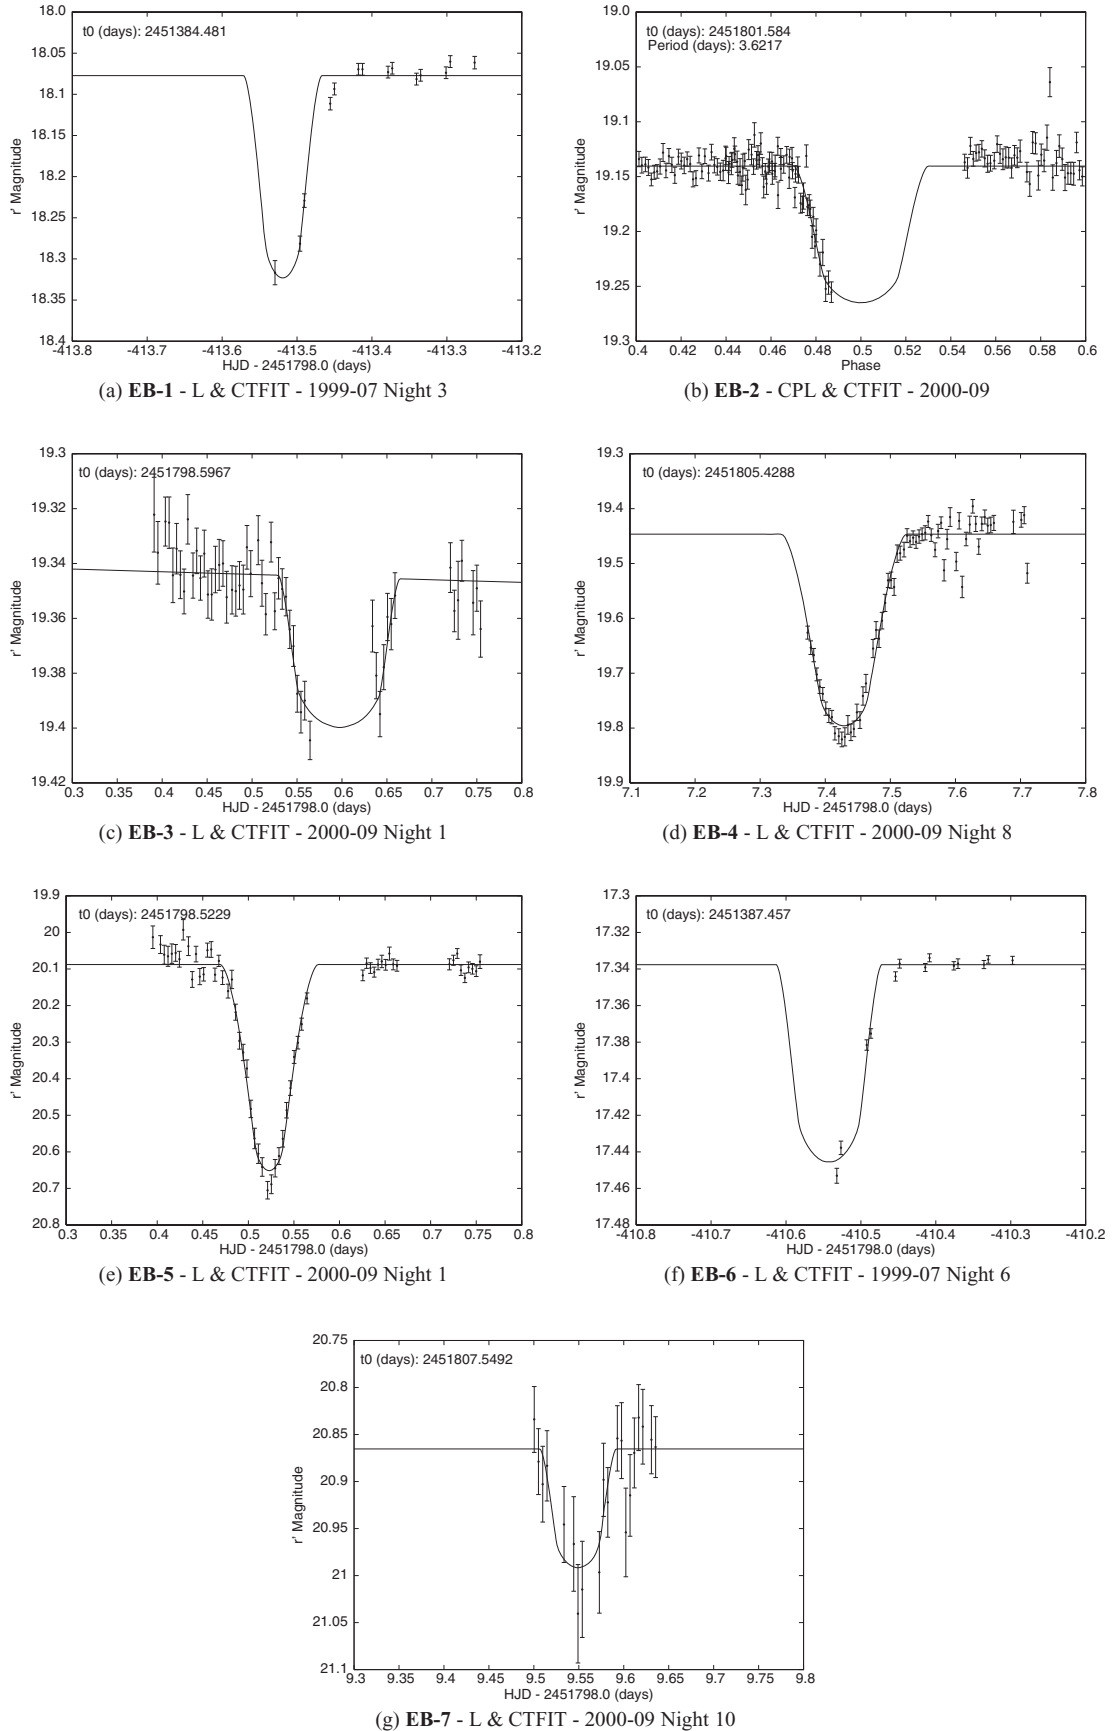 18.0
t0 (days): 2451384.481
18.05
18.1
18.15
18.2
18.25
18.3
18.35
18.4
r' Magnitude
-413.8 -413.7 -413.6 -413.5 -413.4 -413.3 -413.2
HJD - 2451798.0 (days)
(a) EB-1 - L & CTFIT - 1999-07 Night 3
19.0
t0 (days): 2451801.584
Period (days): 3.6217
19.05
19.1
19.15
19.2
19.25
19.3
r' Magnitude
0.4 0.42 0.44 0.46 0.48 0.5 0.52 0.54 0.56 0.58 0.6
Phase
(b) EB-2 - CPL & CTFIT - 2000-09
19.3
t0 (days): 2451798.5967
19.32
19.34
19.36
19.38
19.4
19.42
r' Magnitude
0.3 0.35 0.4 0.45 0.5 0.55 0.6 0.65 0.7 0.75 0.8
HJD - 2451798.0 (days)
(c) EB-3 - L & CTFIT - 2000-09 Night 1
19.3
t0 (days): 2451805.4288
19.4
19.5
19.6
19.7
19.8
19.9
r' Magnitude
7.1 7.2 7.3 7.4 7.5 7.6 7.7 7.8
HJD - 2451798.0 (days)
(d) EB-4 - L & CTFIT - 2000-09 Night 8
19.9
t0 (days): 2451798.5229
20
20.1
20.2
20.3
20.4
20.5
20.6
20.7
20.8
r' Magnitude
0.3 0.35 0.4 0.45 0.5 0.55 0.6 0.65 0.7 0.75 0.8
HJD - 2451798.0 (days)
(e) EB-5 - L & CTFIT - 2000-09 Night 1
17.3
t0 (days): 2451387.457
17.32
17.34
17.36
17.38
17.4
17.42
17.44
17.46
17.48
r' Magnitude
-410.8 -410.7 -410.6 -410.5 -410.4 -410.3 -410.2
HJD - 2451798.0 (days)
(f) EB-6 - L & CTFIT - 1999-07 Night 6
20.75
t0 (days): 2451807.5492
20.8
20.85
20.9
20.95
21
21.05
21.1
r' Magnitude
9.3 9.35 9.4 9.45 9.5 9.55 9.6 9.65 9.7 9.75 9.8
HJD - 2451798.0 (days)
(g) EB-7 - L & CTFIT - 2000-09 Night 10